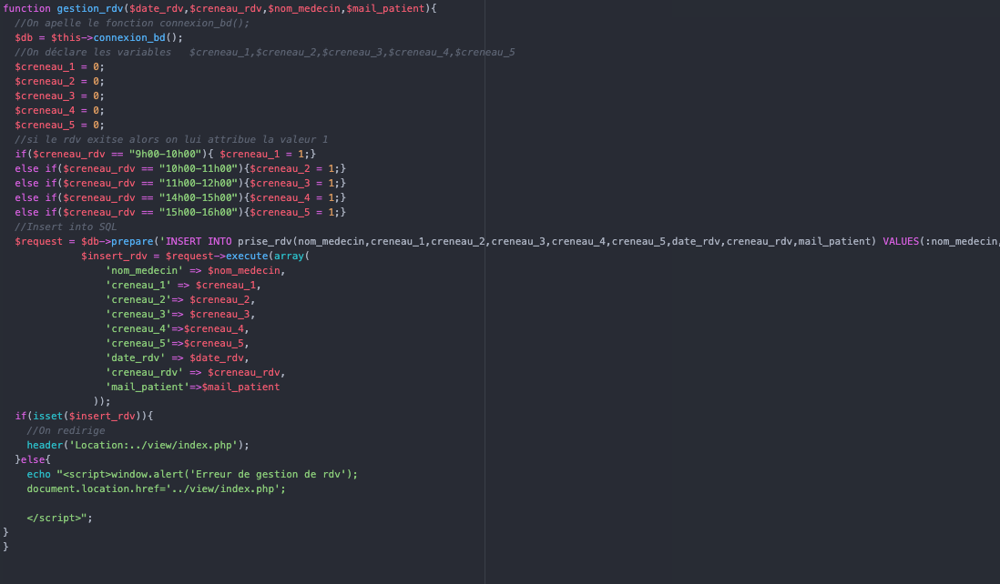 function gestion_rdv($date_rdv,$creneau_rdv,$nom_medecin,$mail_patient){
//On apelle le fonction connexion_bd();
$db = $this->connexion_bd();
//On déclare les variables   $creneau_1,$creneau_2,$creneau_3,$creneau_4,$creneau_5
$creneau_1 = 0;
$creneau_2 = 0;
$creneau_3 = 0;
$creneau_4 = 0;
$creneau_5 = 0;
//si le rdv exitse alors on lui attribue la valeur 1
if($creneau_rdv == "9h00-10h00"){ $creneau_1 = 1;}
else if($creneau_rdv == "10h00-11h00"){$creneau_2 = 1;}
else if($creneau_rdv == "11h00-12h00"){$creneau_3 = 1;}
else if($creneau_rdv == "14h00-15h00"){$creneau_4 = 1;}
else if($creneau_rdv == "15h00-16h00"){$creneau_5 = 1;}
//Insert into SQL
$request = $db->prepare('INSERT INTO prise_rdv(nom_medecin,creneau_1,creneau_2,creneau_3,creneau_4,creneau_5,date_rdv,creneau_rdv,mail_patient) VALUES(:nom_medecin,
$insert_rdv = $request->execute(array(
'nom_medecin' => $nom_medecin,
'creneau_1' => $creneau_1,
'creneau_2'=> $creneau_2,
'creneau_3'=> $creneau_3,
'creneau_4'=>$creneau_4,
'creneau_5'=>$creneau_5,
'date_rdv' => $date_rdv,
'creneau_rdv' => $creneau_rdv,
'mail_patient'=>$mail_patient
));
if(isset($insert_rdv)){
//On redirige
header('Location:../view/index.php');
}else{
echo "<script>window.alert('Erreur de gestion de rdv');
document.location.href='../view/index.php';
</script>";
}
}